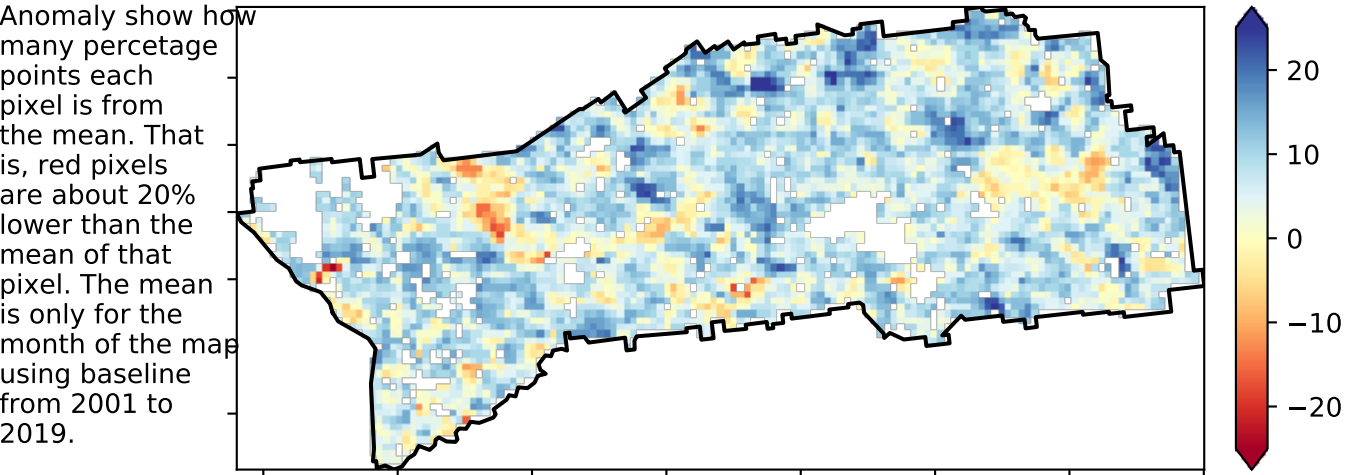 Anomaly show how
many percetage
points each
pixel is from
the mean. That
is, red pixels
are about 20%
lower than the
mean of that
pixel. The mean
is only for the
month of the map
using baseline
from 2001 to
2019.
20
10
0
−10
−20